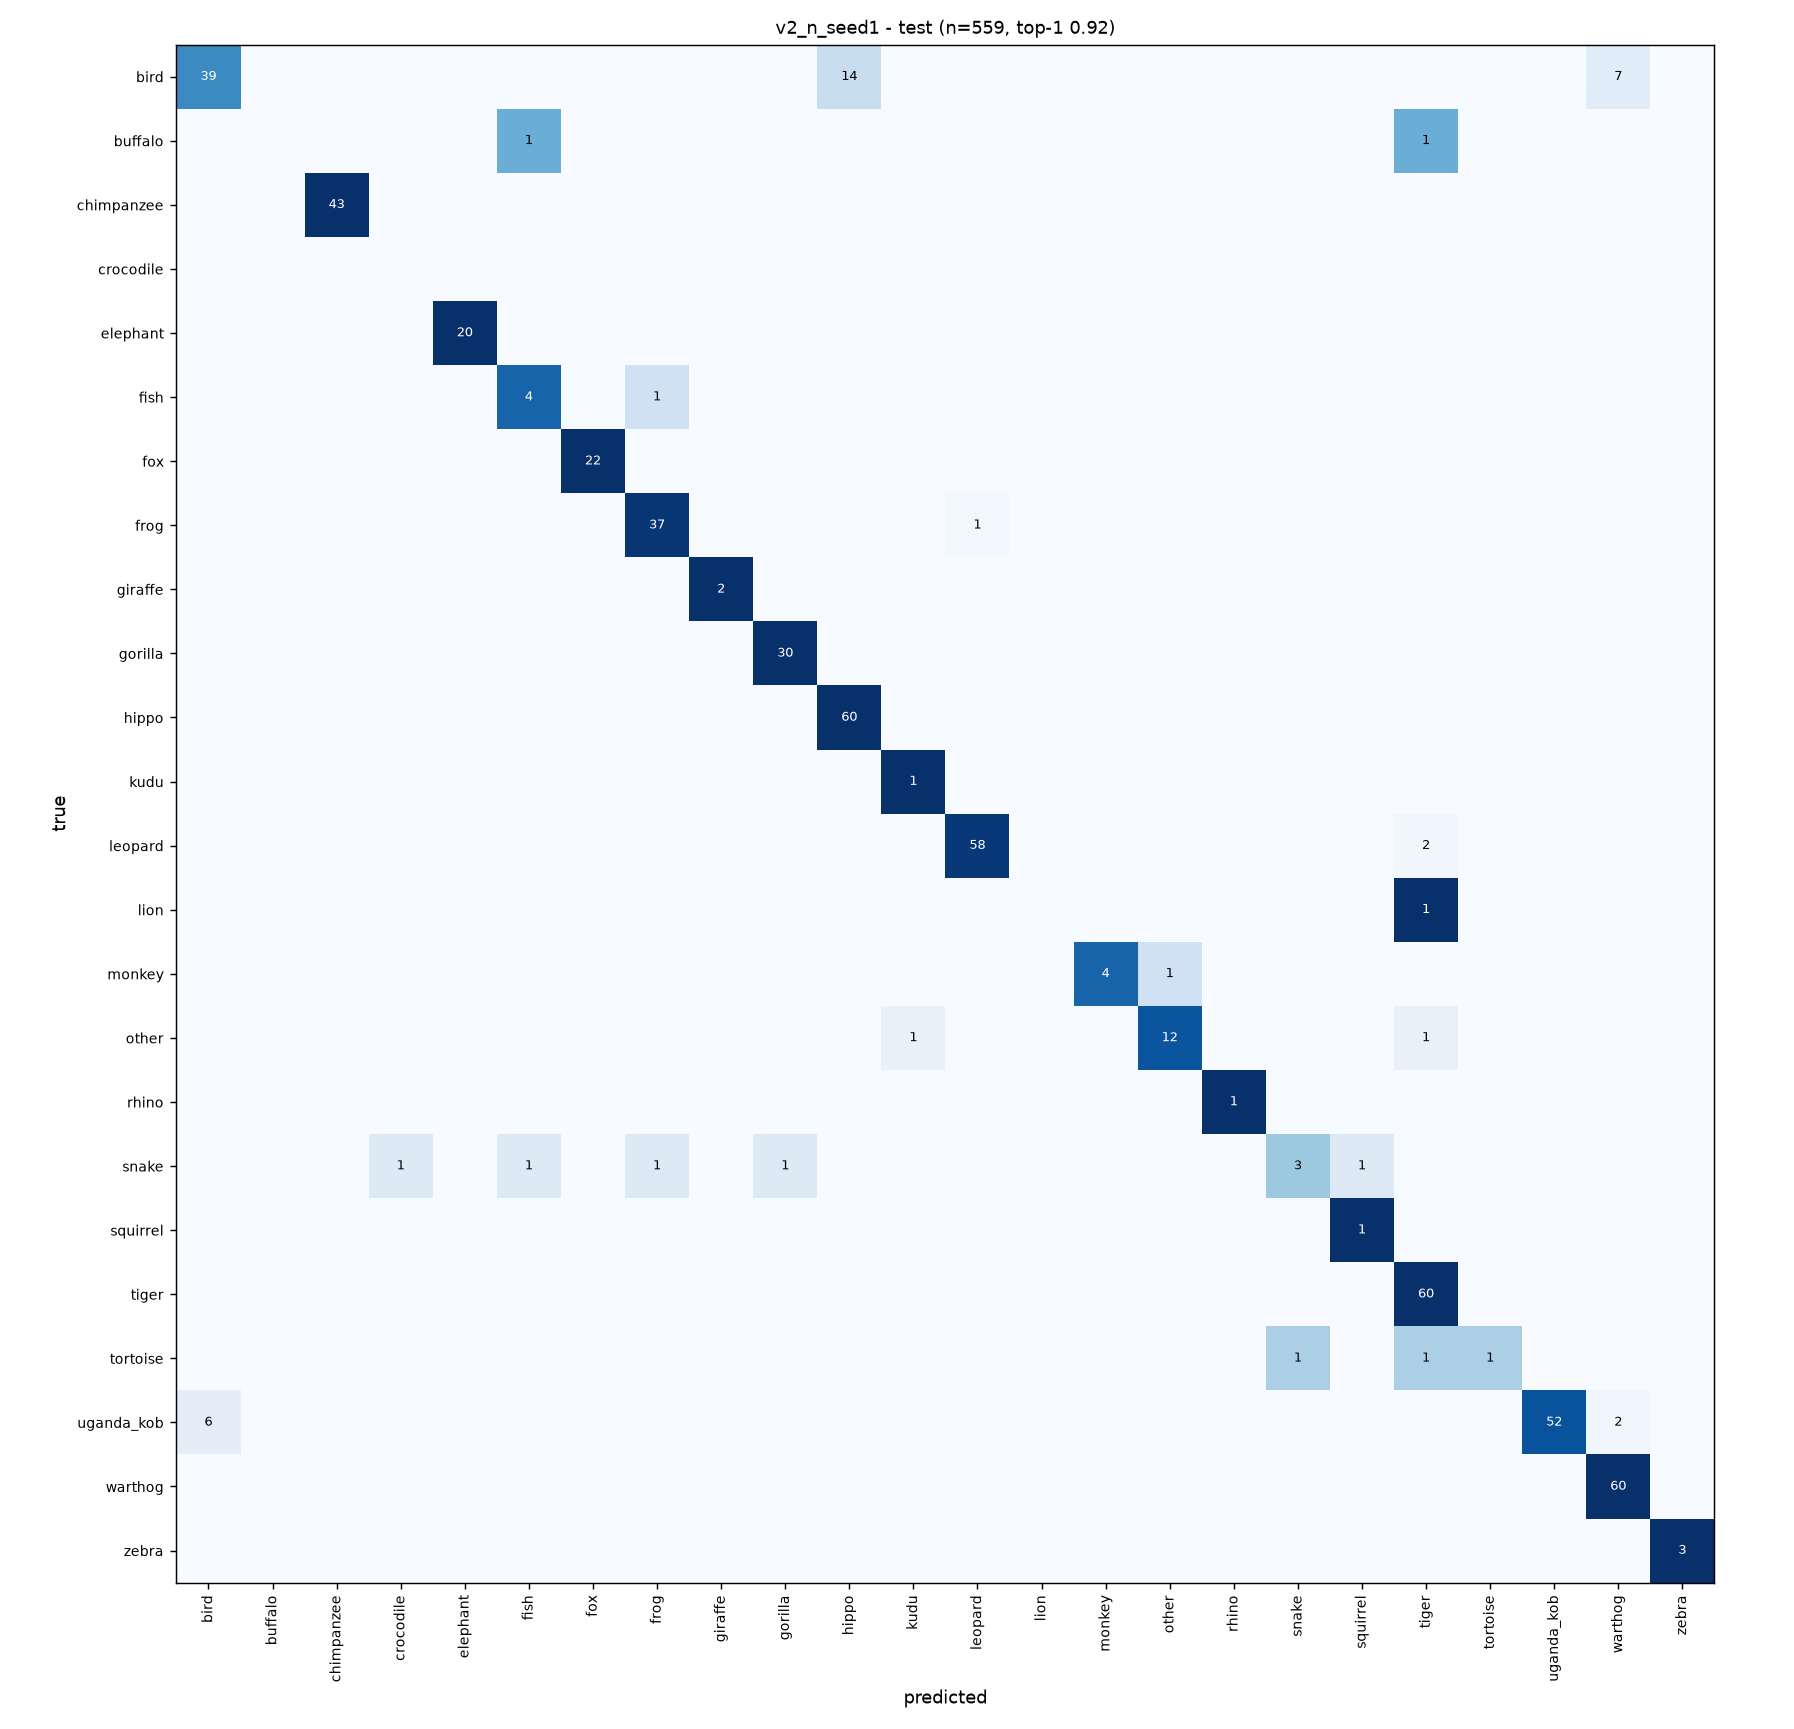 v2_n_seed1 - test (n=559, top-1 0.92)
bird 39 14 7
buffalo 1 1
chimpanzee 43
crocodile
elephant 20
fish 4 1
fox 22
frog 37 1
giraffe 2
gorilla 30
hippo 60
kudu 1
leopard 58 2
lion 1
monkey 4 1
other 1 12 1
rhino 1
snake 1 1 1 1 3 1
squirrel 1
tiger 60
tortoise 1 1 1
uganda_kob 6 52 2
warthog 60
zebra 3
true
bird buffalo chimpanzee crocodile elephant fish fox frog giraffe gorilla hippo kudu leopard lion monkey other rhino snake squirrel tiger tortoise uganda_kob warthog zebra
predicted